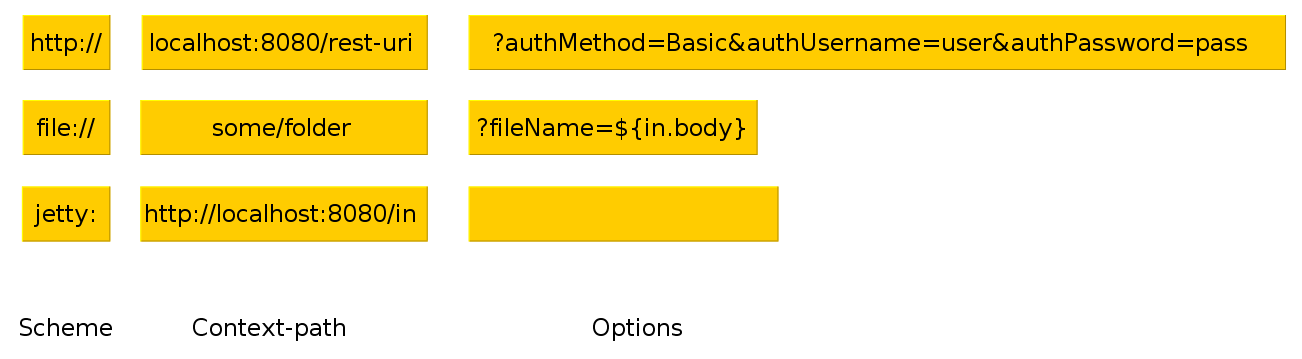 http:// localhost:8080/rest-uri ?authMethod=Basic&authUsername=user&authPassword=pass
file:// some/folder ?fileName=${in.body}
jetty: http://localhost:8080/in
Scheme Context-path Options